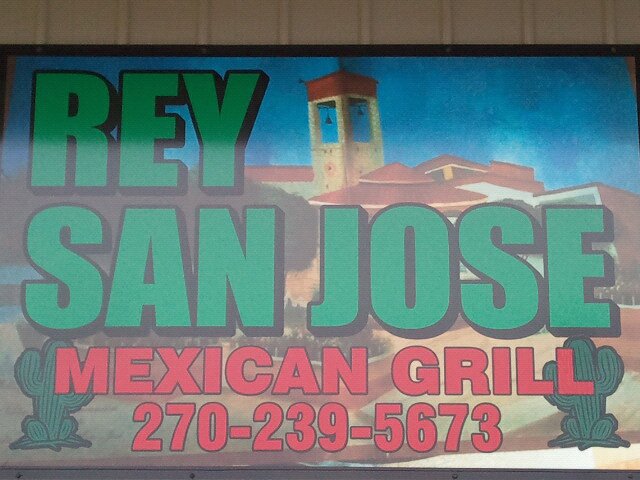 REY
SAN JOSE
MEXICAN GRILL
270-239-5673